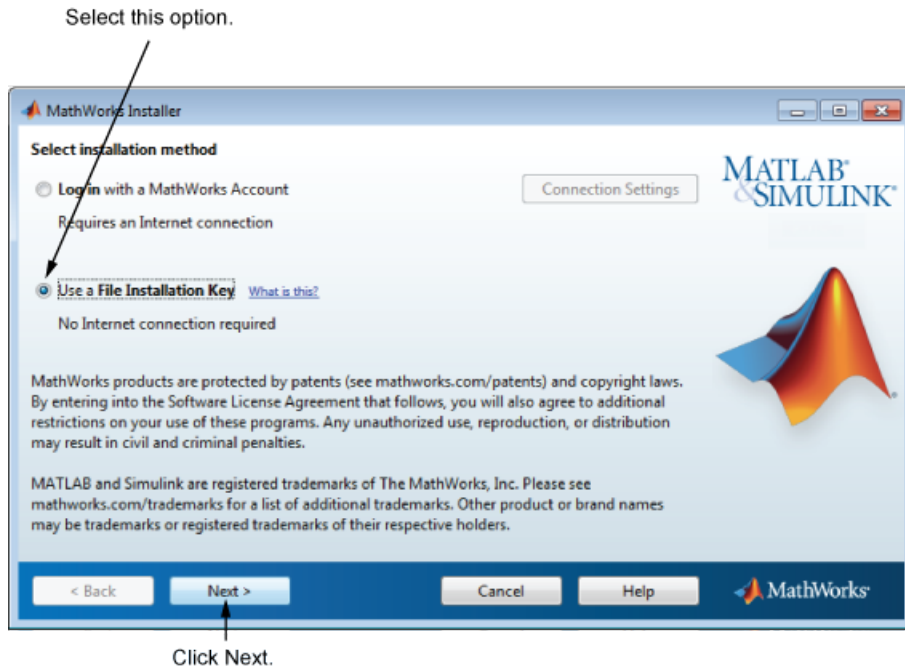 Select this option.
MathWorks Installer
Select installation method
Log in with a MathWorks Account
Connection Settings
Requires an Internet connection
MATLAB®
&SIMULINK®
Use a File Installation Key What is this?
No Internet connection required
MathWorks products are protected by patents (see mathworks.com/patents) and copyright laws.
By entering into the Software License Agreement that follows, you will also agree to additional
restrictions on your use of these programs. Any unauthorized use, reproduction, or distribution
may result in civil and criminal penalties.
MATLAB and Simulink are registered trademarks of The MathWorks, Inc. Please see
mathworks.com/trademarks for a list of additional trademarks. Other product or brand names
may be trademarks or registered trademarks of their respective holders.
< Back Next > Cancel Help MathWorks®
Click Next.